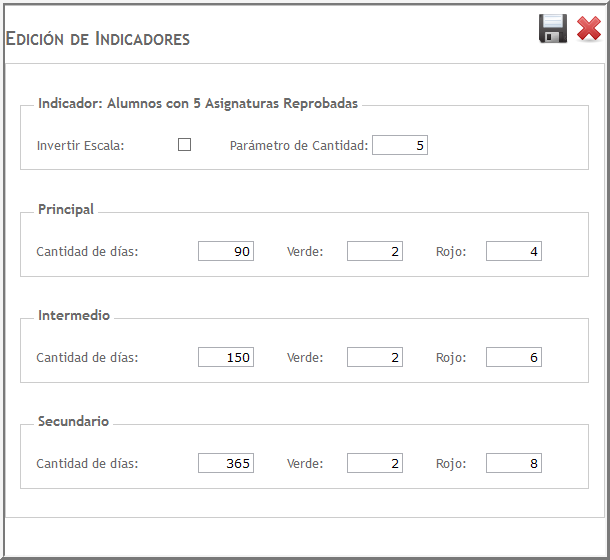 Edición de Indicadores
Indicador: Alumnos con 5 Asignaturas Reprobadas
Invertir Escala: Parámetro de Cantidad: 5
Principal
Cantidad de días: 90 Verde: 2 Rojo: 4
Intermedio
Cantidad de días: 150 Verde: 2 Rojo: 6
Secundario
Cantidad de días: 365 Verde: 2 Rojo: 8